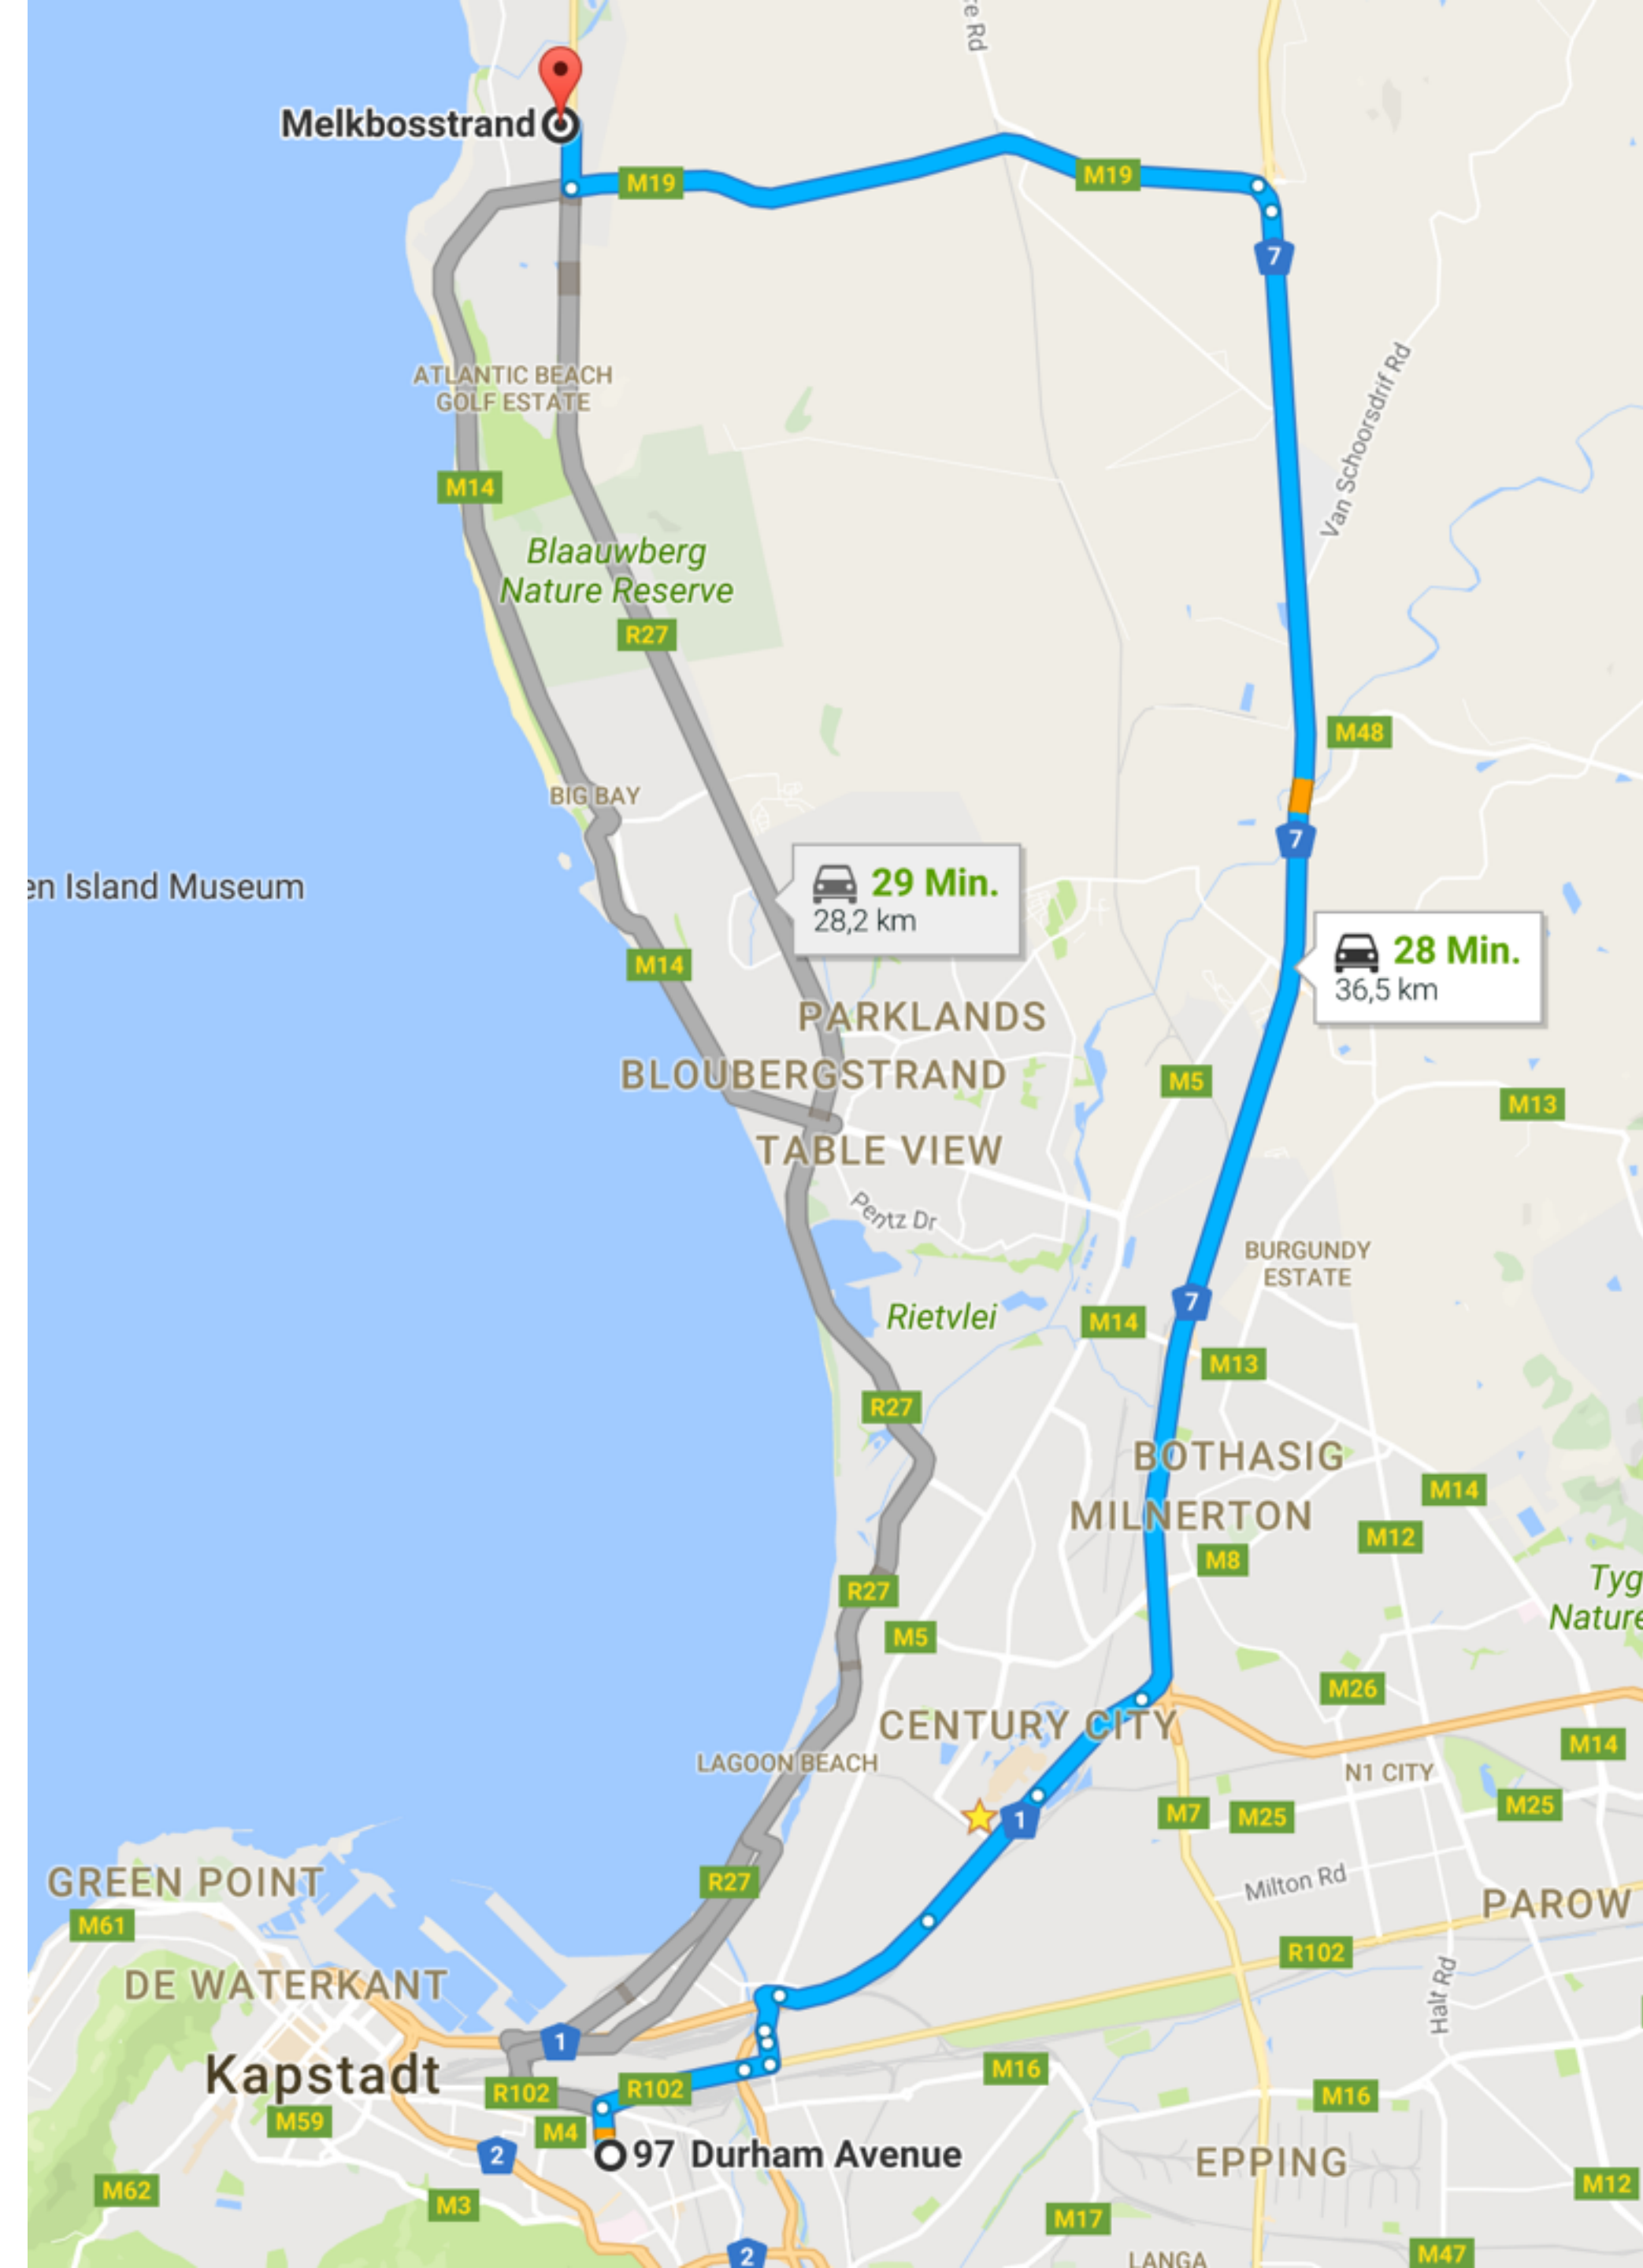 re Rd
Melkbosstrand
M19
M19
7
ATLANTIC BEACH
GOLF ESTATE
Van Schoorsdrif Rd
M14
Blaauwberg
Nature Reserve
R27
M48
BIG BAY
7
en Island Museum
29 Min.
28,2 km
28 Min.
36,5 km
M14
PARKLANDS
BLOUBERGSTRAND
M5
M13
TABLE VIEW
Pentz Dr
BURGUNDY
ESTATE
7
Rietvlei
M14
M13
R27
BOTHASIG
M14
MILNERTON
M12
M8
R27
Tyg
Nature
M5
M26
CENTURY CITY
M14
LAGOON BEACH
N1 CITY
1
M7
M25
M25
GREEN POINT
R27
Milton Rd
PAROW
M61
R102
DE WATERKANT
Halt Rd
1
Kapstadt
R102
R102
M16
M16
M59
M4
2
97 Durham Avenue
EPPING
M62
M3
M12
M17
2
LANGA
M47